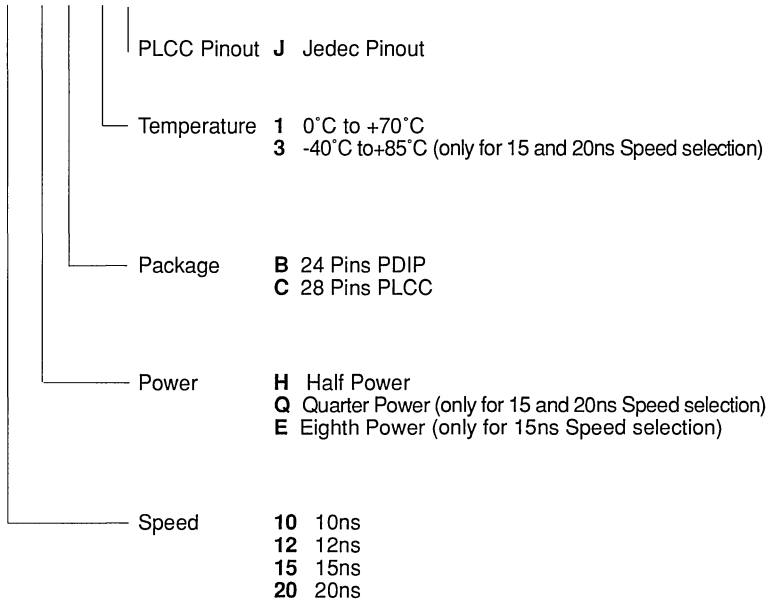 PLCC Pinout J Jedec Pinout
Temperature 1 0˚C to +70˚C
3 -40˚C to+85˚C (only for 15 and 20ns Speed selection)
Package B 24 Pins PDIP
C 28 Pins PLCC
Power H Half Power
Q Quarter Power (only for 15 and 20ns Speed selection)
E Eighth Power (only for 15ns Speed selection)
Speed 10 10ns
12 12ns
15 15ns
20 20ns